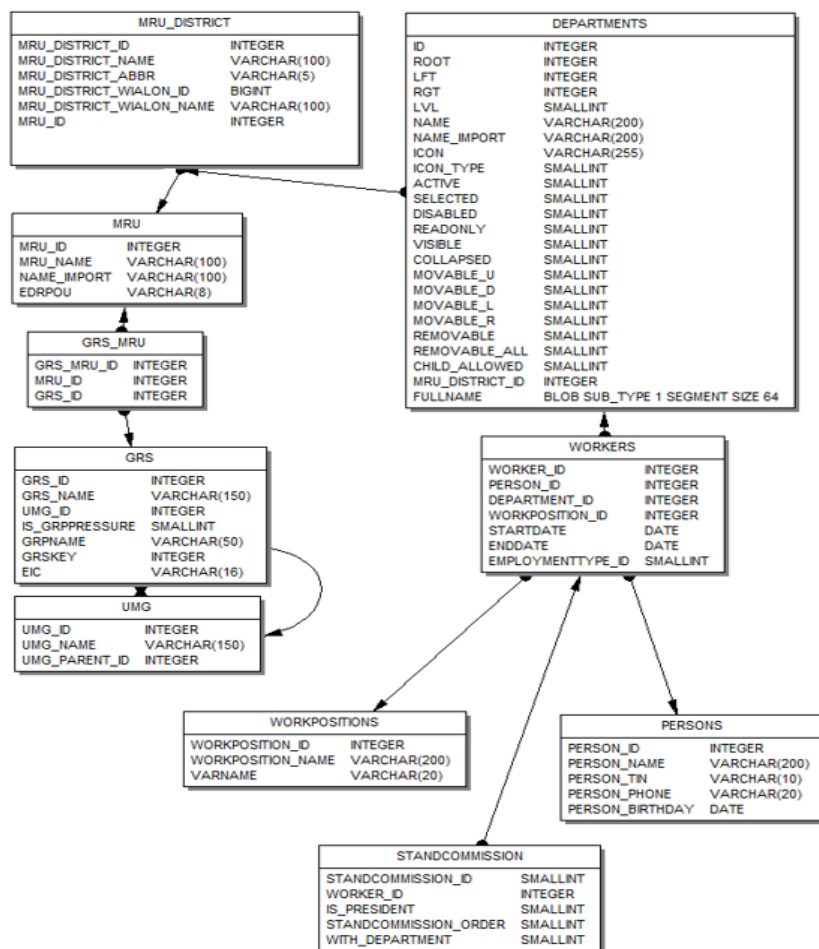 MRU_DISTRICT
MRU_DISTRICT_ID INTEGER
MRU_DISTRICT_NAME VARCHAR(100)
MRU_DISTRICT_ABBR VARCHAR(5)
MRU_DISTRICT_WIALON_ID BIGINT
MRU_DISTRICT_WIALON_NAME VARCHAR(100)
MRU_ID INTEGER
DEPARTMENTS
ID INTEGER
ROOT INTEGER
LFT INTEGER
RGT INTEGER
LVL SMALLINT
NAME VARCHAR(200)
NAME_IMPORT VARCHAR(200)
ICON VARCHAR(255)
ICON_TYPE SMALLINT
ACTIVE SMALLINT
SELECTED SMALLINT
DISABLED SMALLINT
READONLY SMALLINT
VISIBLE SMALLINT
COLLAPSED SMALLINT
MOVABLE_U SMALLINT
MOVABLE_D SMALLINT
MOVABLE_L SMALLINT
MOVABLE_R SMALLINT
REMOVABLE SMALLINT
REMOVABLE_ALL SMALLINT
CHILD_ALLOWED SMALLINT
MRU_DISTRICT_ID INTEGER
FULLNAME BLOB SUB_TYPE 1 SEGMENT SIZE 64
MRU
MRU_ID INTEGER
MRU_NAME VARCHAR(100)
NAME_IMPORT VARCHAR(100)
EDRPOU VARCHAR(8)
GRS_MRU
GRS_MRU_ID INTEGER
MRU_ID INTEGER
GRS_ID INTEGER
GRS
GRS_ID INTEGER
GRS_NAME VARCHAR(150)
UMG_ID INTEGER
IS_GRPPRESSURE SMALLINT
GRPNAME VARCHAR(50)
GRSKEY INTEGER
EIC VARCHAR(16)
UMG
UMG_ID INTEGER
UMG_NAME VARCHAR(150)
UMG_PARENT_ID INTEGER
WORKERS
WORKER_ID INTEGER
PERSON_ID INTEGER
DEPARTMENT_ID INTEGER
WORKPOSITION_ID INTEGER
STARTDATE DATE
ENDDATE DATE
EMPLOYMENTTYPE_ID SMALLINT
WORKPOSITIONS
WORKPOSITION_ID INTEGER
WORKPOSITION_NAME VARCHAR(200)
VARNAME VARCHAR(20)
PERSONS
PERSON_ID INTEGER
PERSON_NAME VARCHAR(200)
PERSON_TIN VARCHAR(10)
PERSON_PHONE VARCHAR(20)
PERSON_BIRTHDAY DATE
STANDCOMMISSION
STANDCOMMISSION_ID SMALLINT
WORKER_ID INTEGER
IS_PRESIDENT SMALLINT
STANDCOMMISSION_ORDER SMALLINT
WITH_DEPARTMENT SMALLINT